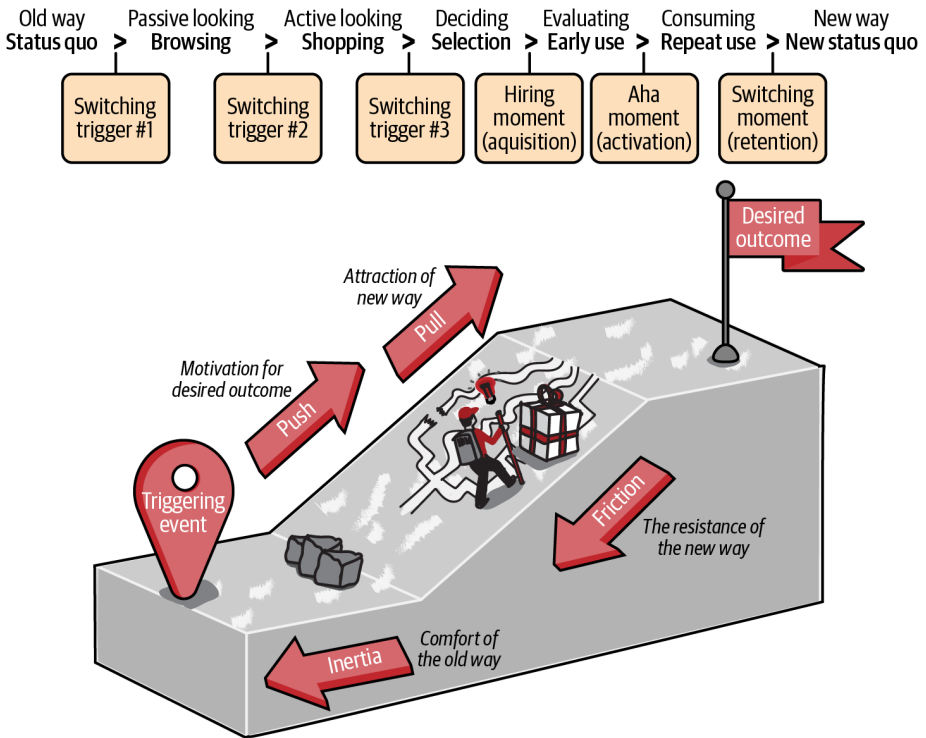 Old way
Status quo
>
Passive looking
Browsing
>
Active looking
Shopping
>
Deciding
Selection
>
Evaluating
Early use
>
Consuming
Repeat use
>
New way
New status quo
Switching
trigger #1
Switching
trigger #2
Switching
trigger #3
Hiring
moment
(aquisition)
Aha
moment
(activation)
Switching
moment
(retention)
Desired
outcome
Attraction of
new way
Pull
Motivation for
desired outcome
Push
Triggering
event
Friction
The resistance of
the new way
Inertia
Comfort of
the old way